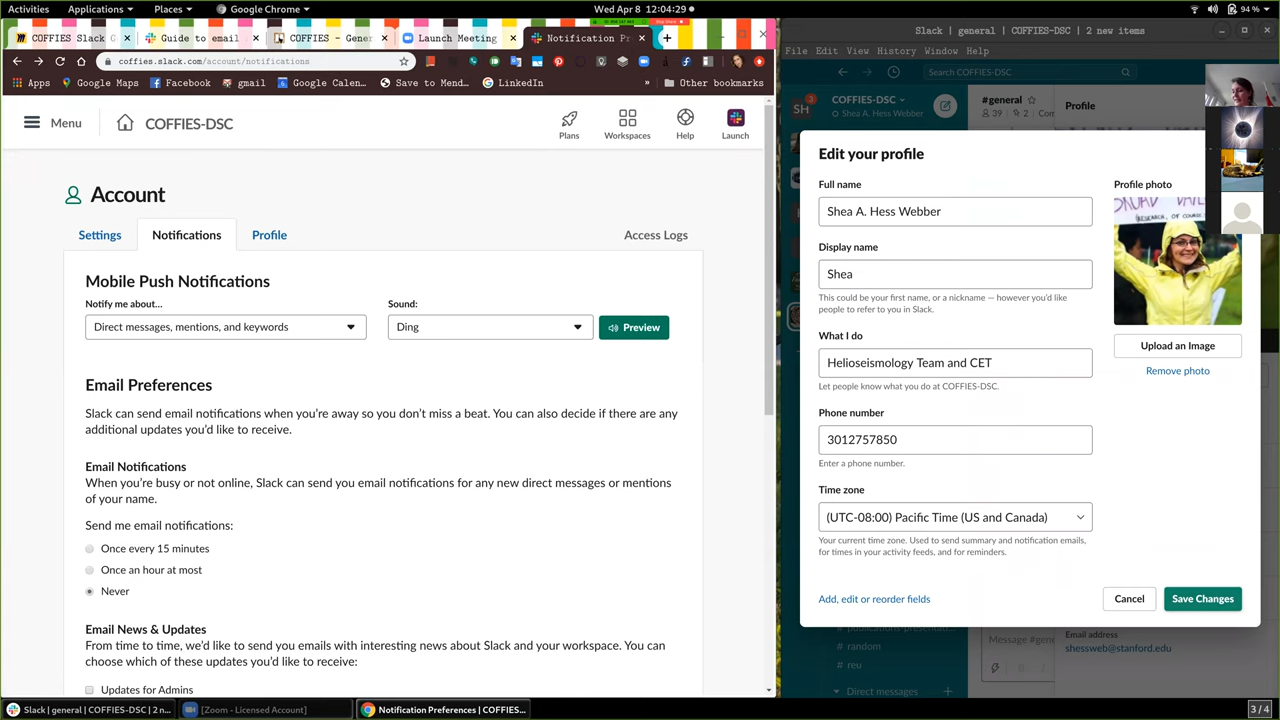 Activities
Applications
Places
Google Chrome
Wed Apr 8 12:04:29
94 %
COFFIES Slack G
Guide to email
COFFIES - Gener
Launch Meeting
Notification Pr
coffies.slack.com/account/notifications
Apps
Google Maps
Facebook
gmail
Google Calen...
Save to Mend...
LinkedIn
»
Other bookmarks
Menu
COFFIES-DSC
Plans
Workspaces
Help
Launch
Account
Settings
Notifications
Profile
Access Logs
Mobile Push Notifications
Notify me about...
Sound:
Direct messages, mentions, and keywords
Ding
Preview
Email Preferences
Slack can send email notifications when you're away so you don't miss a beat. You can also decide if there are any
additional updates you'd like to receive.
Email Notifications
When you're busy or not online, Slack can send you email notifications for any new direct messages or mentions
of your name.
Send me email notifications:
Once every 15 minutes
Once an hour at most
Never
Email News & Updates
From time to time, we'd like to send you emails with interesting news about Slack and your workspace. You can
choose which of these updates you'd like to receive:
Updates for Admins
Slack | general | COFFIES-DSC | 2 new items
File Edit View History Window Help
Search COFFIES-DSC
SH
3
COFFIES-DSC
Shea A. Hess Webber
#general
39
2
Profile
Edit your profile
Full name
Shea A. Hess Webber
Display name
Shea
This could be your first name, or a nickname — however you'd like
people to refer to you in Slack.
What I do
Helioseismology Team and CET
Let people know what you do at COFFIES-DSC.
Phone number
3012757850
Enter a phone number.
Time zone
(UTC-08:00) Pacific Time (US and Canada)
Your current time zone. Used to send summary and notification emails,
for times in your activity feeds, and for reminders.
Profile photo
Upload an Image
Remove photo
Add, edit or reorder fields
Cancel
Save Changes
# publications-presentat...
# random
# reu
Direct messages
Message #gene
Email address
shessweb@stanford.edu
Slack | general | COFFIES-DSC | 2 n...
[Zoom - Licensed Account]
Notification Preferences | COFFIES...
3 / 4